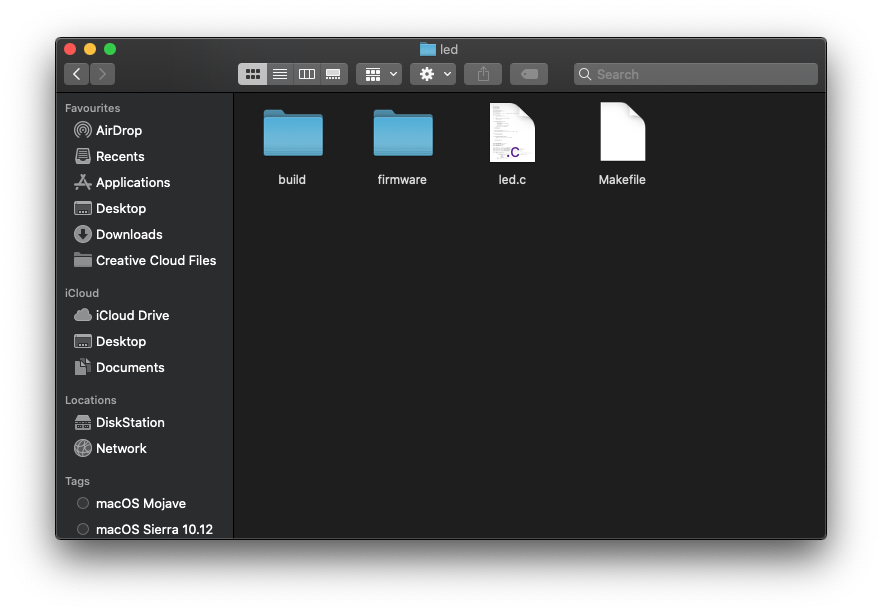 led
Search
Favourites
AirDrop
Recents
Applications
Desktop
Downloads
Creative Cloud Files
iCloud
iCloud Drive
Desktop
Documents
Locations
DiskStation
Network
Tags
macOS Mojave
macOS Sierra 10.12
.C
build
firmware
led.c
Makefile